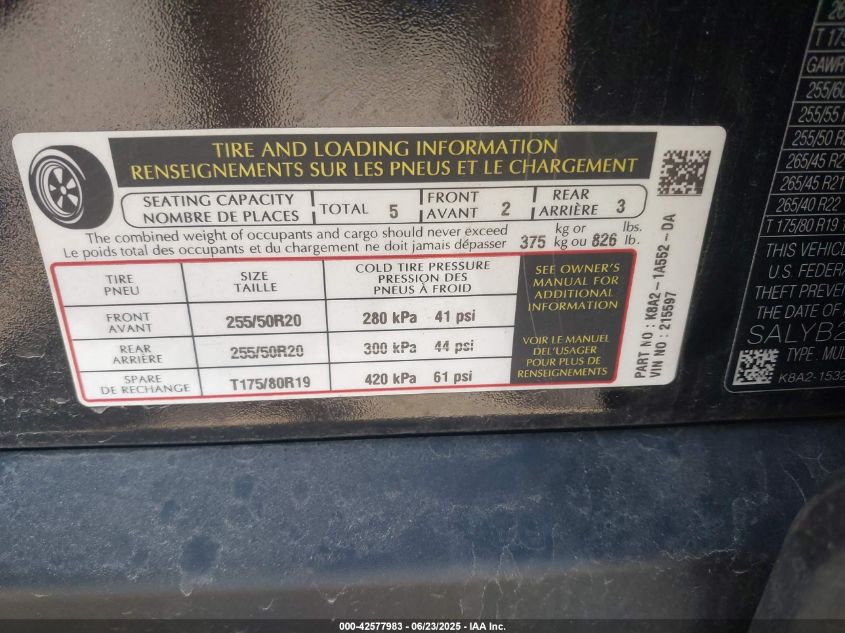 TIRE AND LOADING INFORMATION
RENSEIGNEMENTS SUR LES PNEUS ET LE CHARGEMENT
SEATING CAPACITY
NOMBRE DE PLACES
TOTAL 5
FRONT
AVANT 2
REAR
ARRIÈRE 3
The combined weight of occupants and cargo should never exceed
Le poids total des occupants et du chargement ne doit jamais dépasser
375 kg or kg ou 826 lbs. lb.
TIRE
PNEU
SIZE
TAILLE
COLD TIRE PRESSURE
PRESSION DES
PNEUS À FROID
FRONT
AVANT
255/50R20
280 kPa 41 psi
REAR
ARRIÈRE
255/50R20
300 kPa 44 psi
SPARE
DE RECHANGE
T175/80R19
420 kPa 61 psi
SEE OWNER'S
MANUAL FOR
ADDITIONAL
INFORMATION
VOIR LE MANUEL
DEL'USAGER
POUR PLUS DE
RENSEIGNEMENTS
PART NO : K8A2-1A552-DA
VIN NO : 215597
T 175
GAWR
255/60
255/55
255/50 R2
265/45 R2
265/45 R21
265/40 R22
T 175/80 R19
THIS VEHIC
U.S. FEDERA
THEFT PREVEN
THE DATE OF
SALYB2
TYPE. MUL
K8A2-153
000-42577983 - 06/23/2025 - IAA Inc.